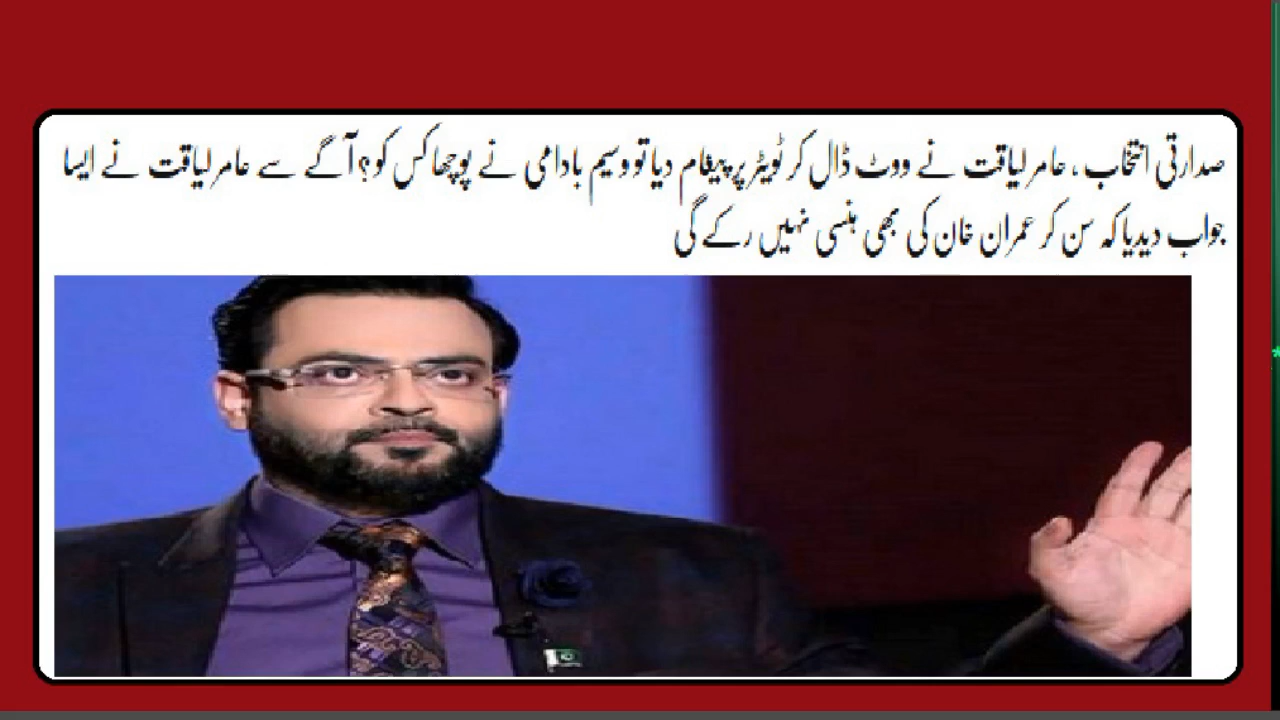 صدارتی انتخاب ، عامر لیاقت نے ووٹ ڈال کر ٹویٹر پر پیغام دیا تو وسیم بادامی نے پوچھا کس کو؟ آگے سے عامر لیاقت نے ایسا
جواب دیدیا کہ سن کر عمران خان کی بھی ہنسی نہیں رکے گی